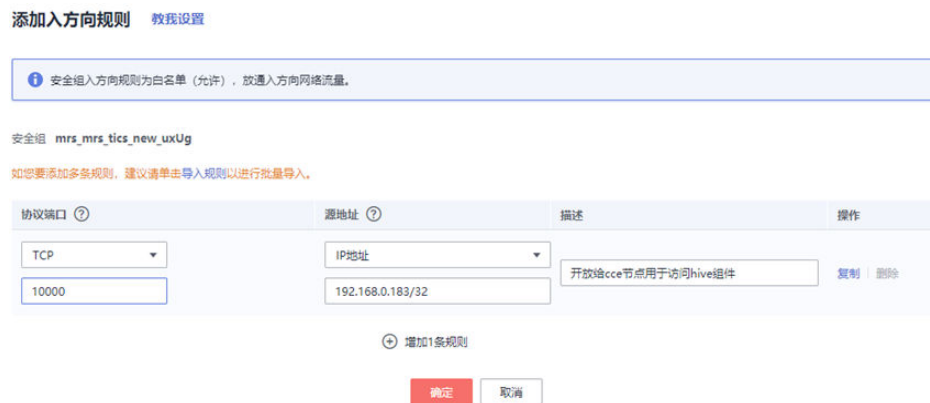 添加入方向规则 教我设置
安全组入方向规则为白名单（允许），放通入方向网络流量。
安全组 mrs_mrs_tics_new_uxUg
如您要添加多条规则，建议请单击导入规则以进行批量导入。
协议端口 源地址 描述 操作
TCP IP地址
开放给cce节点用于访问hive组件 复制 删除
10000 192.168.0.183/32
增加1条规则
确定 取消